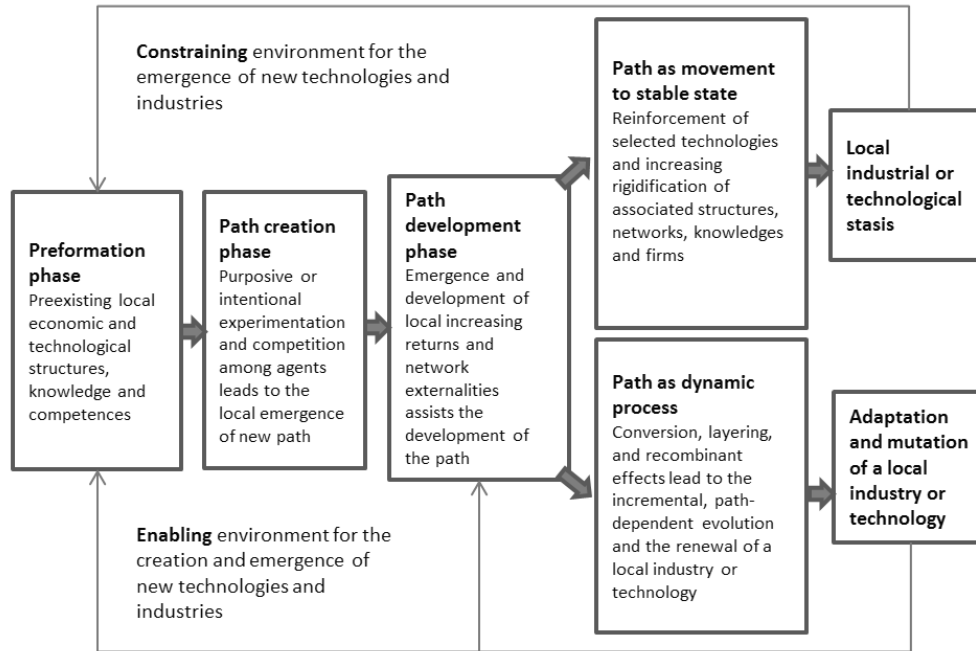 Constraining environment for the
emergence of new technologies and
industries
Preformation
phase
Preexisting local
economic and
technological
structures,
knowledge and
competences
Path creation
phase
Purposive or
intentional
experimentation
and competition
among agents
leads to the
local emergence
of new path
Path
development
phase
Emergence and
development of
local increasing
returns and
network
externalities
assists the
development of
the path
Path as movement
to stable state
Reinforcement of
selected technologies
and increasing
rigidification of
associated structures,
networks, knowledges
and firms
Local
industrial or
technological
stasis
Path as dynamic
process
Conversion, layering,
and recombinant
effects lead to the
incremental, path-
dependent evolution
and the renewal of a
local industry or
technology
Adaptation
and mutation
of a local
industry or
technology
Enabling environment for the
creation and emergence of
new technologies and
industries